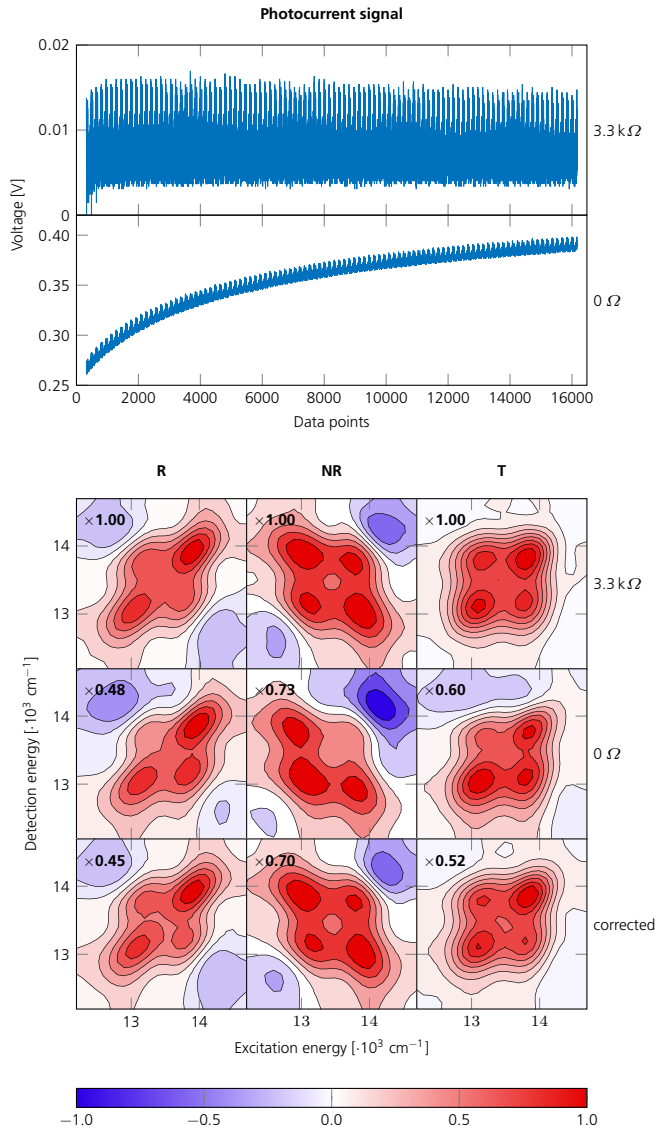 Photocurrent signal
0.02
0.01
0
3.3 kΩ
Voltage [V]
0.40
0.35
0.30
0.25
0 Ω
0 2000 4000 6000 8000 10000 12000 14000 16000
Data points
R NR T
×1.00 ×1.00 ×1.00
14
13
3.3 kΩ
×0.48 ×0.73 ×0.60
14
13
0 Ω
Detection energy [·10³ cm⁻¹]
×0.45 ×0.70 ×0.52
14
13
corrected
13 14 13 14 13 14
Excitation energy [·10³ cm⁻¹]
−1.0 −0.5 0.0 0.5 1.0